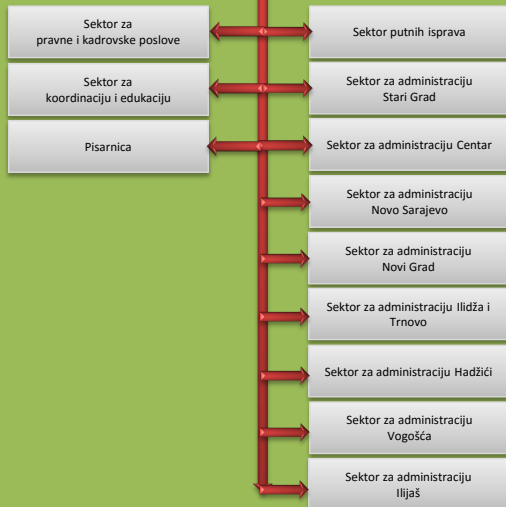 Sektor za
pravne i kadrovske poslove
Sektor za
koordinaciju i edukaciju
Pisarnica
Sektor putnih isprava
Sektor za administraciju
Stari Grad
Sektor za administraciju Centar
Sektor za administraciju
Novo Sarajevo
Sektor za administraciju
Novi Grad
Sektor za administraciju Ilidža i
Trnovo
Sektor za administraciju Hadžići
Sektor za administraciju
Vogošća
Sektor za administraciju
Ilijaš